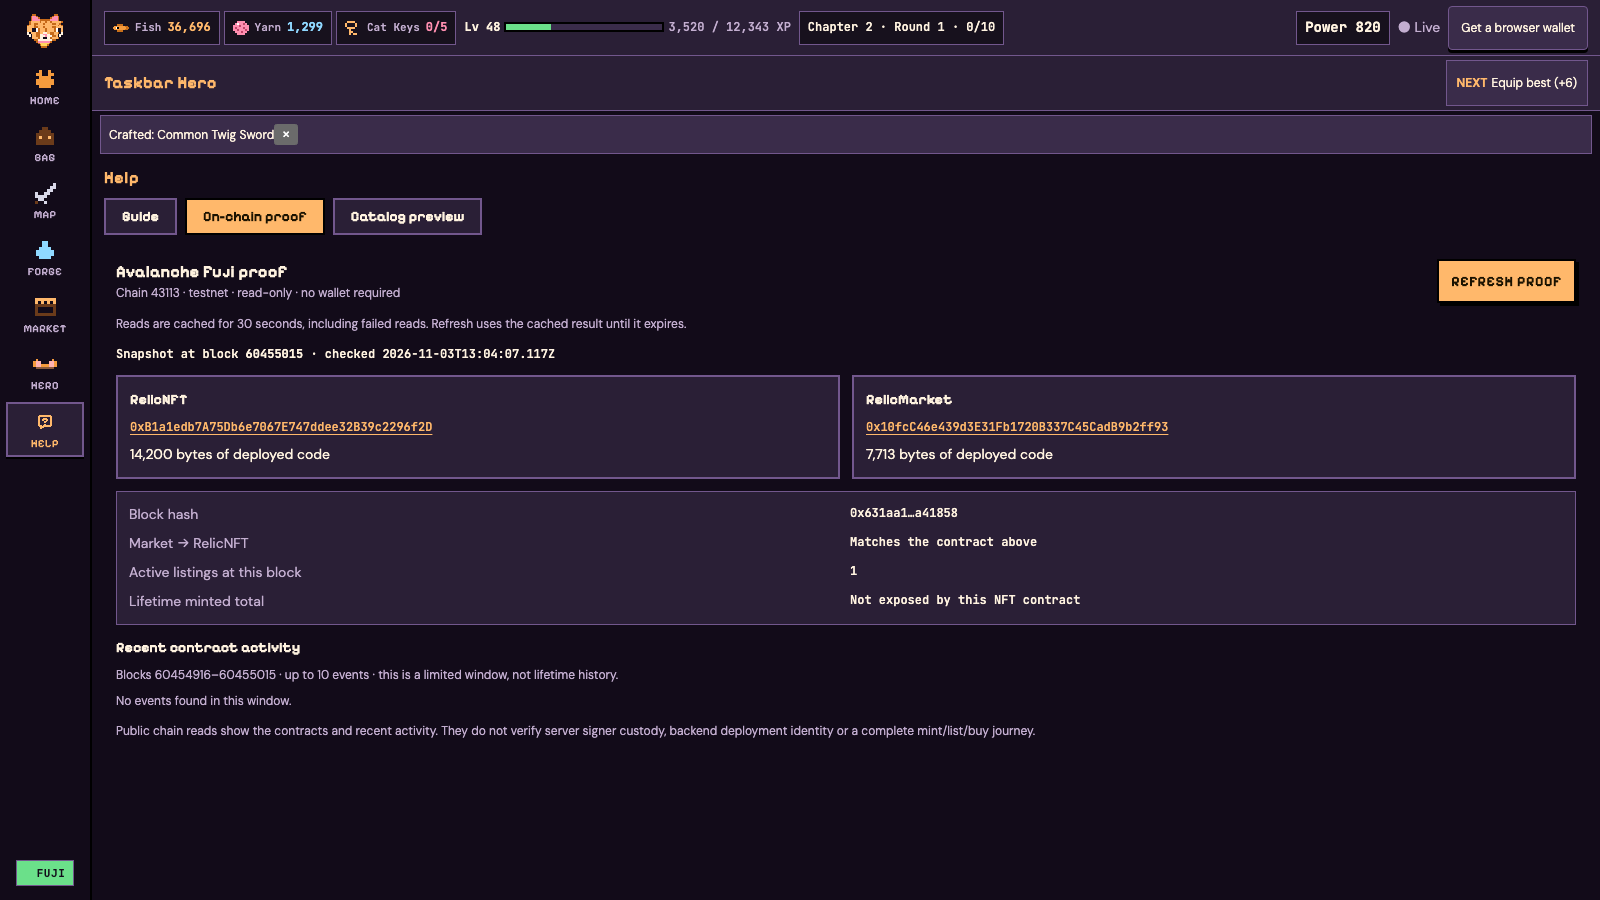 Fish 36,696 Yarn 1,299 Cat Keys 0/5 Lv 48 3,520 / 12,343 XP Chapter 2 · Round 1 · 0/10 Power 820 Live Get a browser wallet
Taskbar Hero
NEXT Equip best (+6)
Crafted: Common Twig Sword ×
HOME
BAG
MAP
FORGE
MARKET
HERO
HELP
FUJI
Help
Guide On-chain proof Catalog preview
Avalanche Fuji proof
Chain 43113 · testnet · read-only · no wallet required
REFRESH PROOF
Reads are cached for 30 seconds, including failed reads. Refresh uses the cached result until it expires.
Snapshot at block 60455015 · checked 2026-11-03T13:04:07.117Z
RelicNFT
0xB1a1edb7A75Db6e7067E747ddee32B39c2296f2D
14,200 bytes of deployed code
RelicMarket
0x10fcC46e439d3E31Fb1720B337C45CadB9b2ff93
7,713 bytes of deployed code
Block hash 0x631aa1…a41858
Market → RelicNFT Matches the contract above
Active listings at this block 1
Lifetime minted total Not exposed by this NFT contract
Recent contract activity
Blocks 60454916–60455015 · up to 10 events · this is a limited window, not lifetime history.
No events found in this window.
Public chain reads show the contracts and recent activity. They do not verify server signer custody, backend deployment identity or a complete mint/list/buy journey.